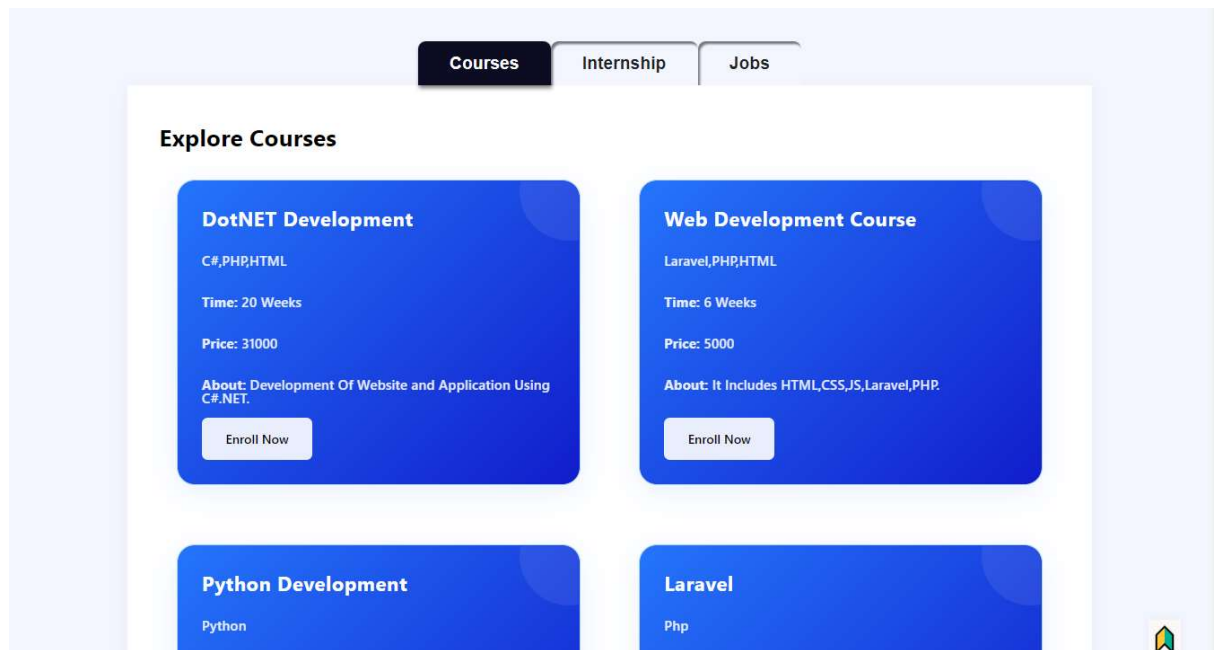 Courses
Internship
Jobs
Explore Courses
DotNET Development
C#,PHP,HTML
Time: 20 Weeks
Price: 31000
About: Development Of Website and Application Using
C#.NET.
Enroll Now
Web Development Course
Laravel,PHP,HTML
Time: 6 Weeks
Price: 5000
About: It Includes HTML,CSS,JS,Laravel,PHP.
Enroll Now
Python Development
Python
Laravel
Php